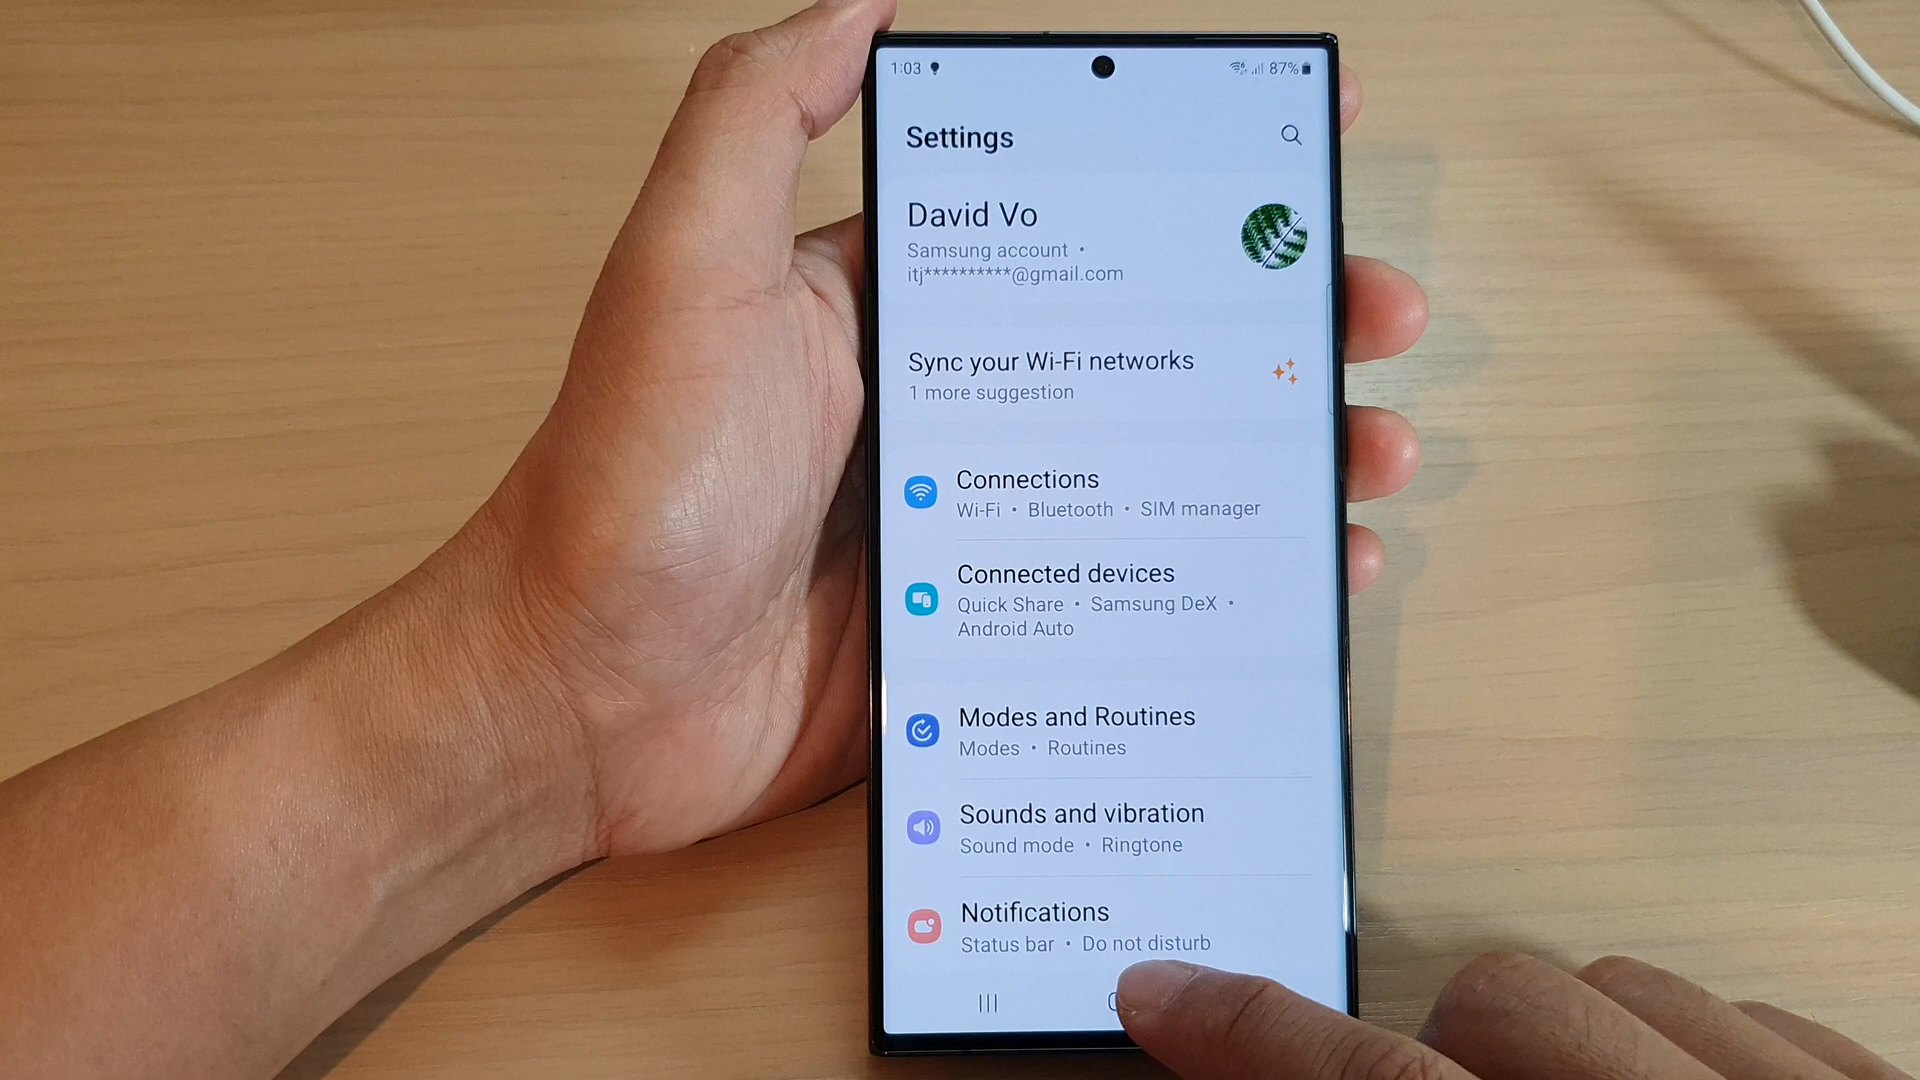 1:03
87%
Settings
David Vo
Samsung account •
itj**********@gmail.com
Sync your Wi-Fi networks
1 more suggestion
Connections
Wi-Fi • Bluetooth • SIM manager
Connected devices
Quick Share • Samsung DeX •
Android Auto
Modes and Routines
Modes • Routines
Sounds and vibration
Sound mode • Ringtone
Notifications
Status bar • Do not disturb